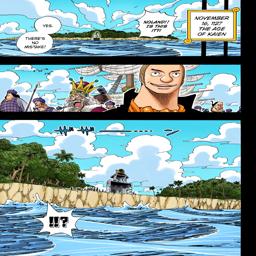 NOVEMBER
16, 1127
THE AGE
OF KAIEN
NOLAND!!
IS THIS
IT?!
YES.
THERE'S
NO
MISTAKE!
!!?